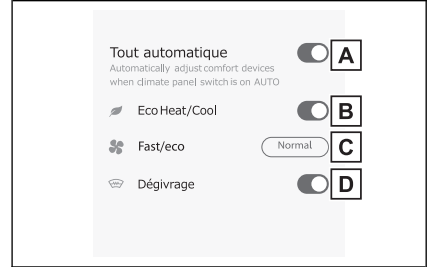 Tout automatique A
Automatically adjust comfort devices
when climate panel switch is on AUTO
Eco Heat/Cool B
Fast/eco Normal C
Dégivrage D